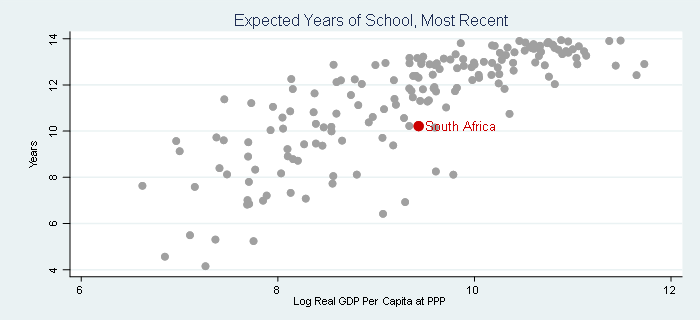 Expected Years of School, Most Recent
14
12
10
8
6
4
Years
South Africa
6
8
10
12
Log Real GDP Per Capita at PPP